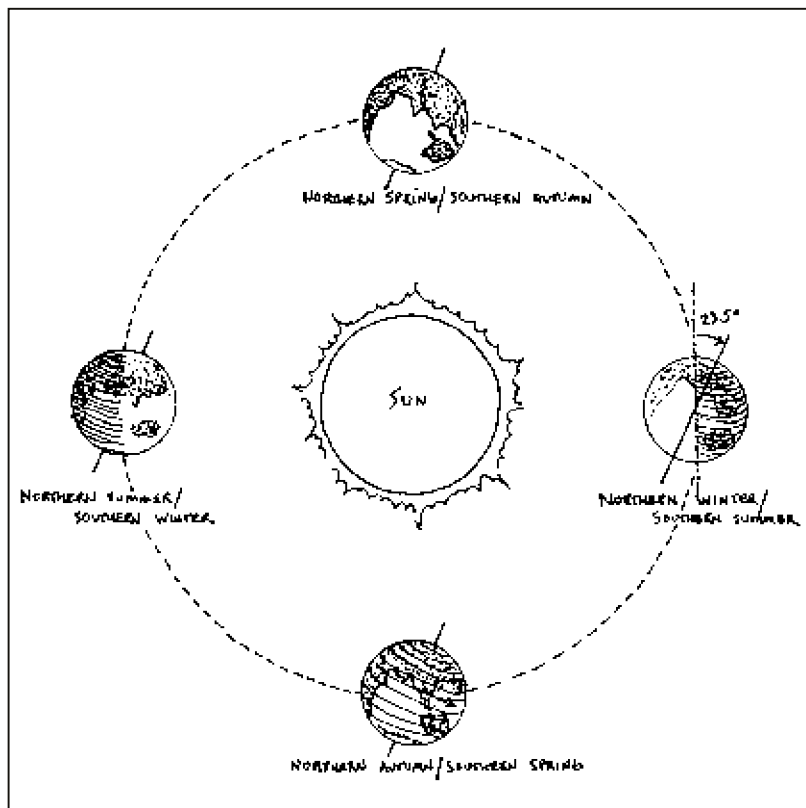 NORTHERN SPRING/SOUTHERN AUTUMN
23.5°
SUN
NORTHERN SUMMER/
SOUTHERN WINTER
NORTHERN WINTER/
SOUTHERN SUMMER
NORTHERN AUTUMN/SOUTHERN SPRING